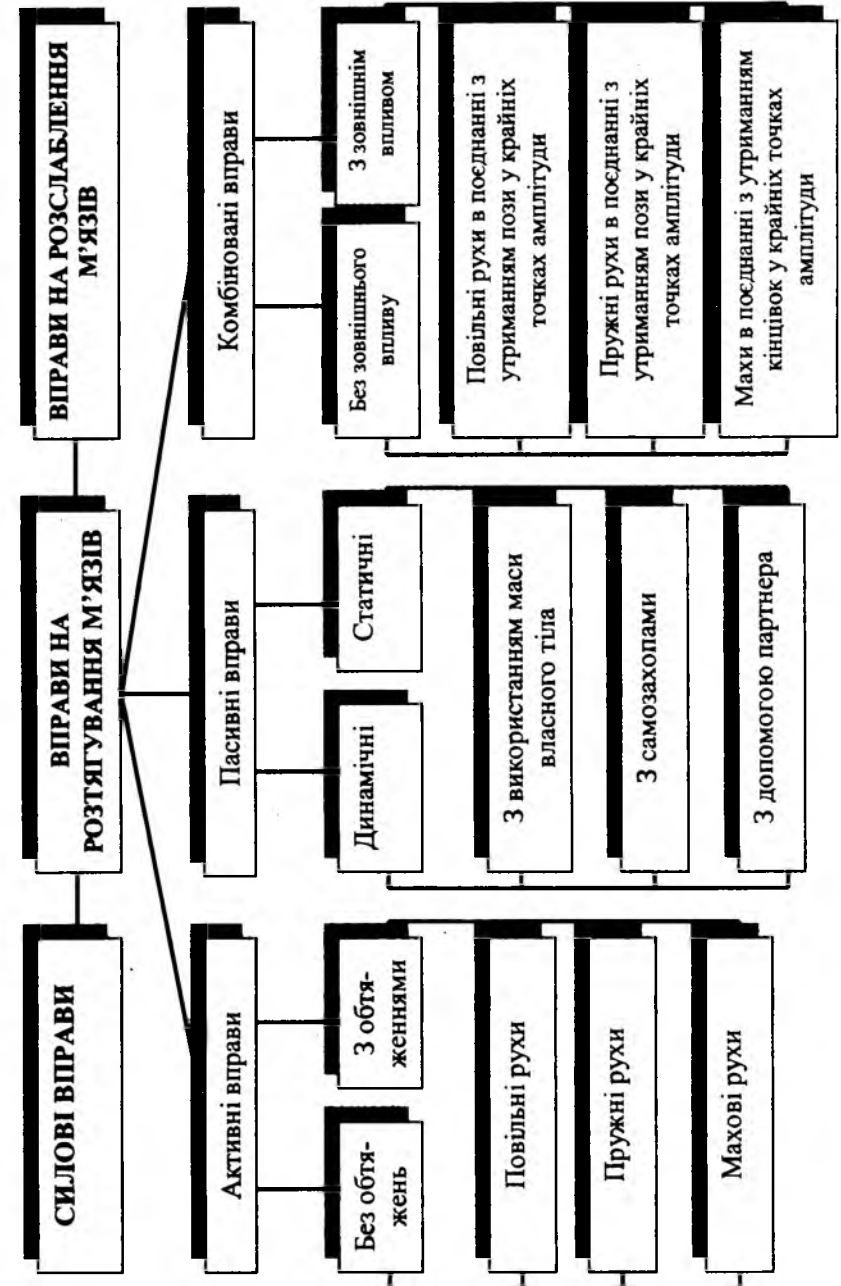 СИЛОВІ ВПРАВИ
ВПРАВИ НА
РОЗТЯГУВАННЯ М’ЯЗІВ
ВПРАВИ НА РОЗСЛАБЛЕННЯ
М’ЯЗІВ
Активні вправи
Пасивні вправи
Комбіновані вправи
Без обтя-
жень
З обтя-
женнями
Динамічні
Статичні
Без зовнішнього
впливу
З зовнішнім
впливом
Повільні рухи
Пружні рухи
Махові рухи
З використанням маси
власного тіла
З самозахопами
З допомогою партнера
Повільні рухи в поєднанні з
утриманням пози у крайніх
точках амплітуди
Пружні рухи в поєднанні з
утриманням пози у крайніх
точках амплітуди
Махи в поєднанні з утриманням
кінцівок у крайніх точках
амплітуди